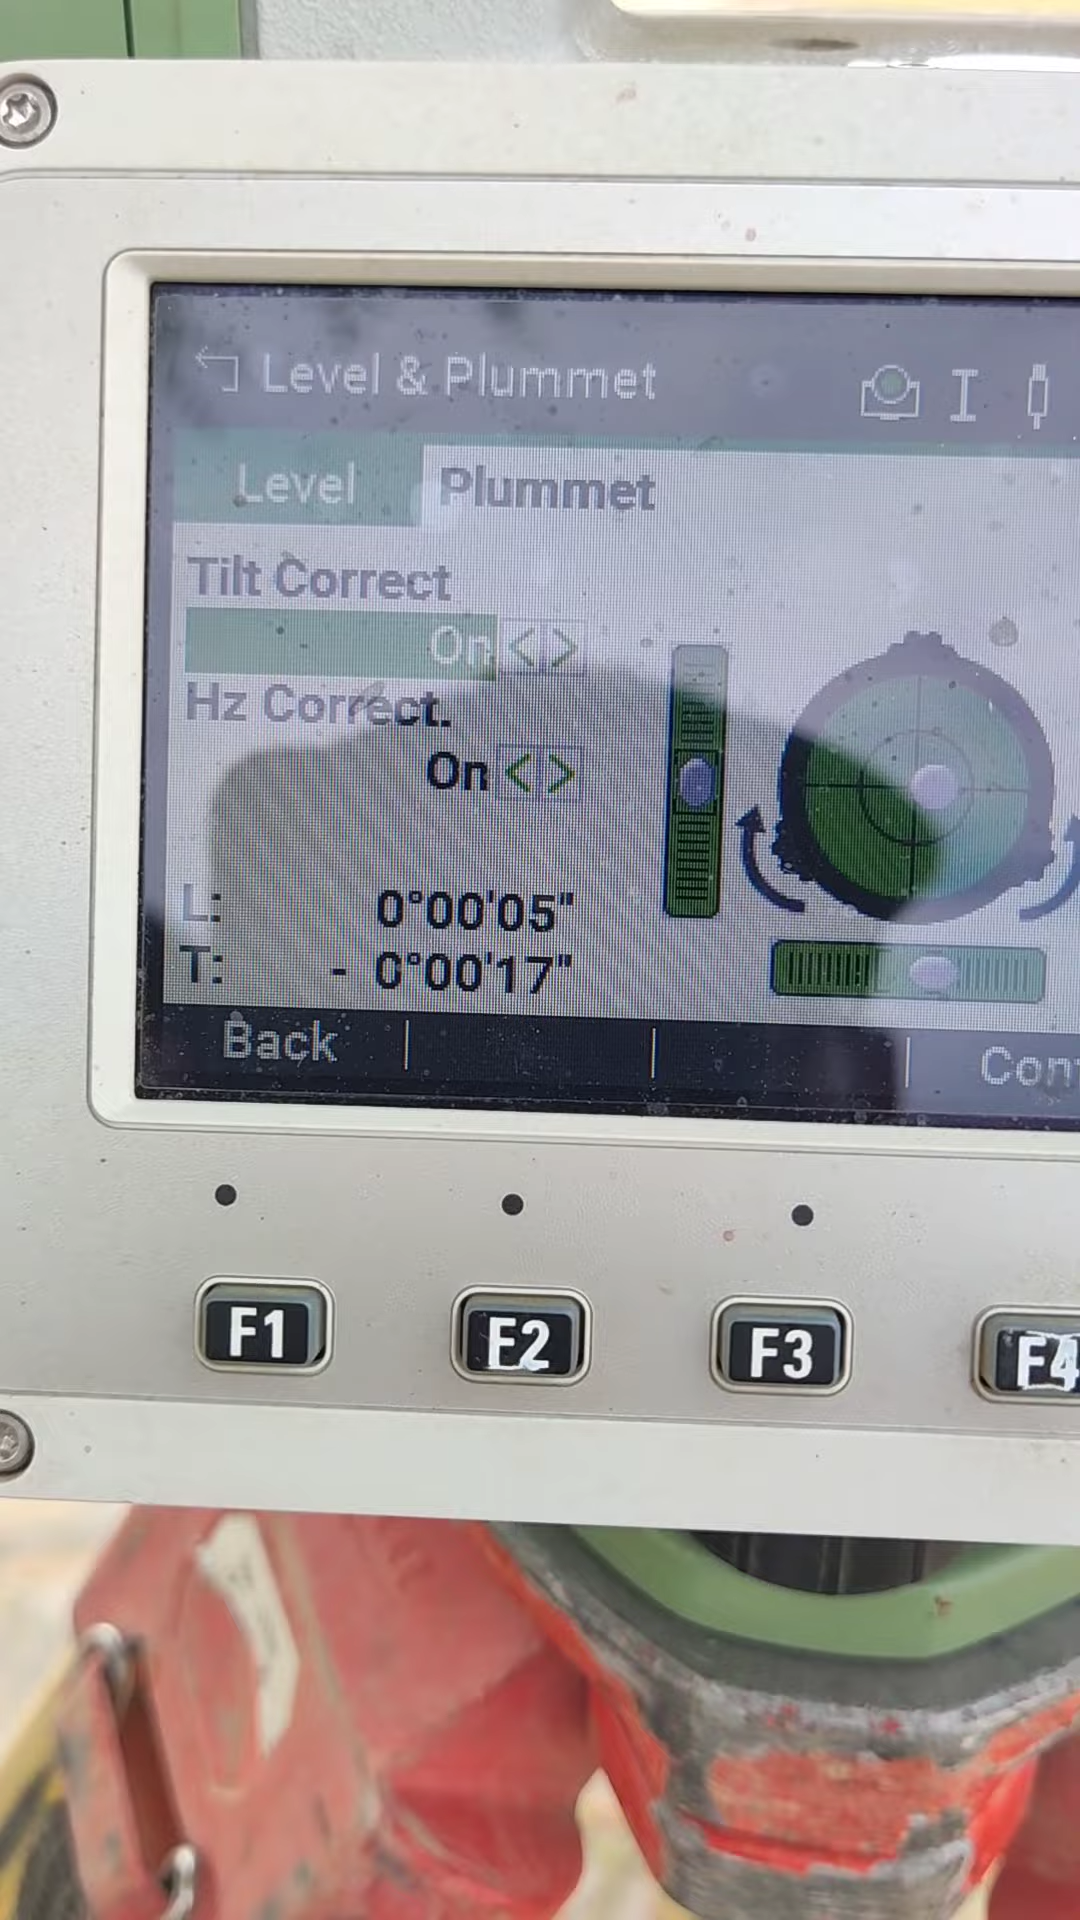 Level & Plummet
Level Plummet
Tilt Correct
On
Hz Correct.
On
L: 0°00'05"
T: - 0°00'17"
Back
F1 F2 F3 F4